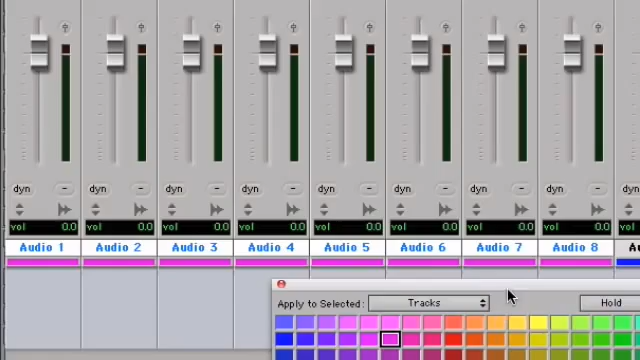 dyn - dyn - dyn - dyn - dyn - dyn - dyn - dyn -
vol 0.0 vol 0.0 vol 0.0 vol 0.0 vol 0.0 vol 0.0 vol 0.0 vol 0.0
Audio 1 Audio 2 Audio 3 Audio 4 Audio 5 Audio 6 Audio 7 Audio 8
Apply to Selected: Tracks Hold